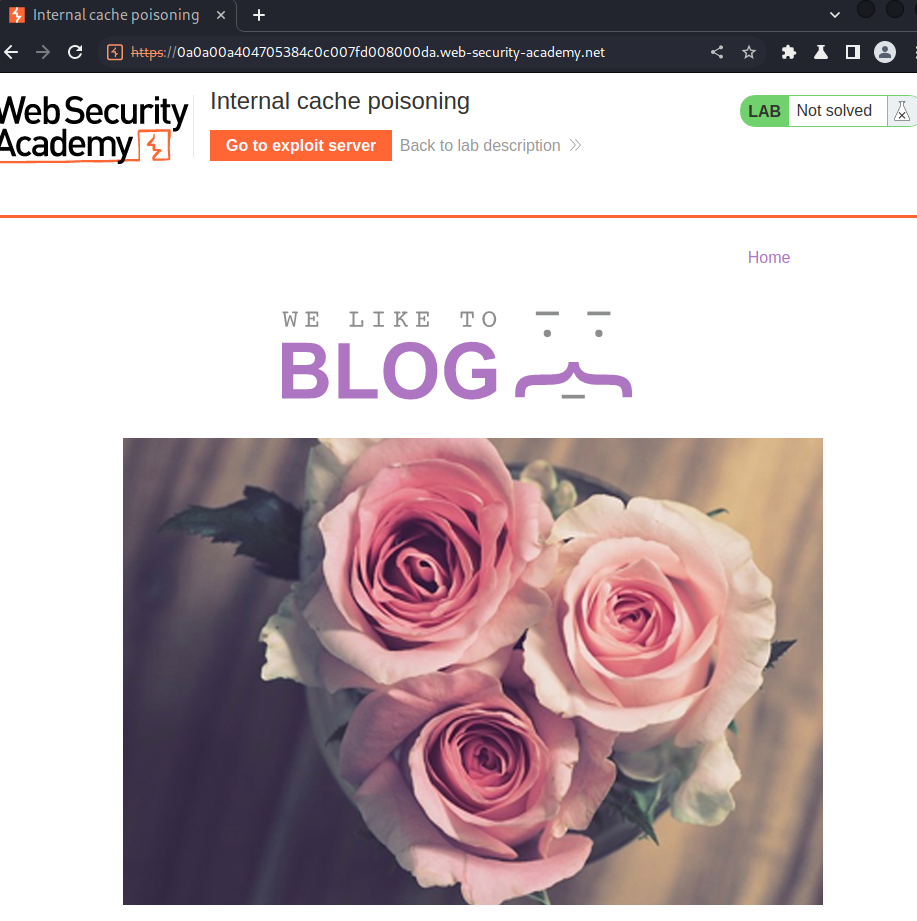 Internal cache poisoning
https://0a0a00a404705384c0c007fd008000da.web-security-academy.net
Web Security
Academy
Internal cache poisoning
LAB Not solved
Go to exploit server Back to lab description
Home
WE LIKE TO
BLOG